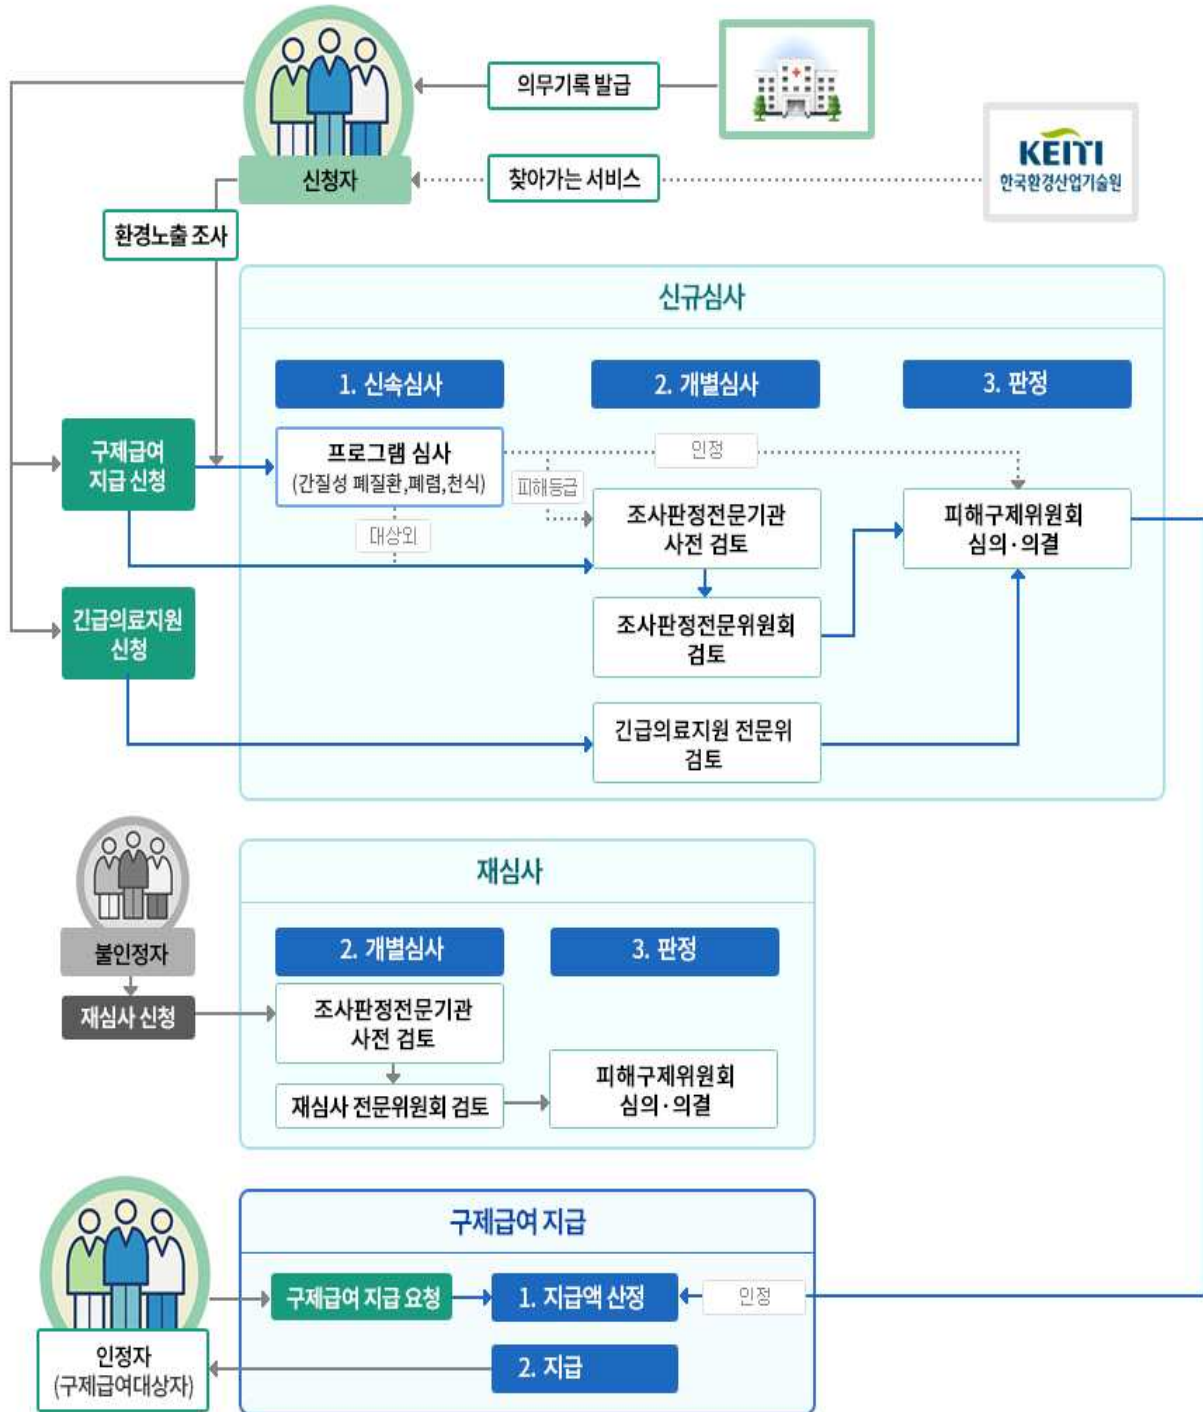 의무기록 발급
KEITI
한국환경산업기술원
신청자
찾아가는 서비스
환경노출 조사
신규심사
1. 신속심사
2. 개별심사
3. 판정
구제급여
지급 신청
프로그램 심사
(간질성 폐질환,폐렴,천식)
인정
피해등급
대상외
조사판정전문기관
사전 검토
피해구제위원회
심의·의결
긴급의료지원
신청
조사판정전문위원회
검토
긴급의료지원 전문위
검토
재심사
불인정자
재심사 신청
2. 개별심사
3. 판정
조사판정전문기관
사전 검토
재심사 전문위원회 검토
피해구제위원회
심의·의결
구제급여 지급
구제급여 지급 요청
1. 지급액 산정
인정
2. 지급
인정자
(구제급여대상자)